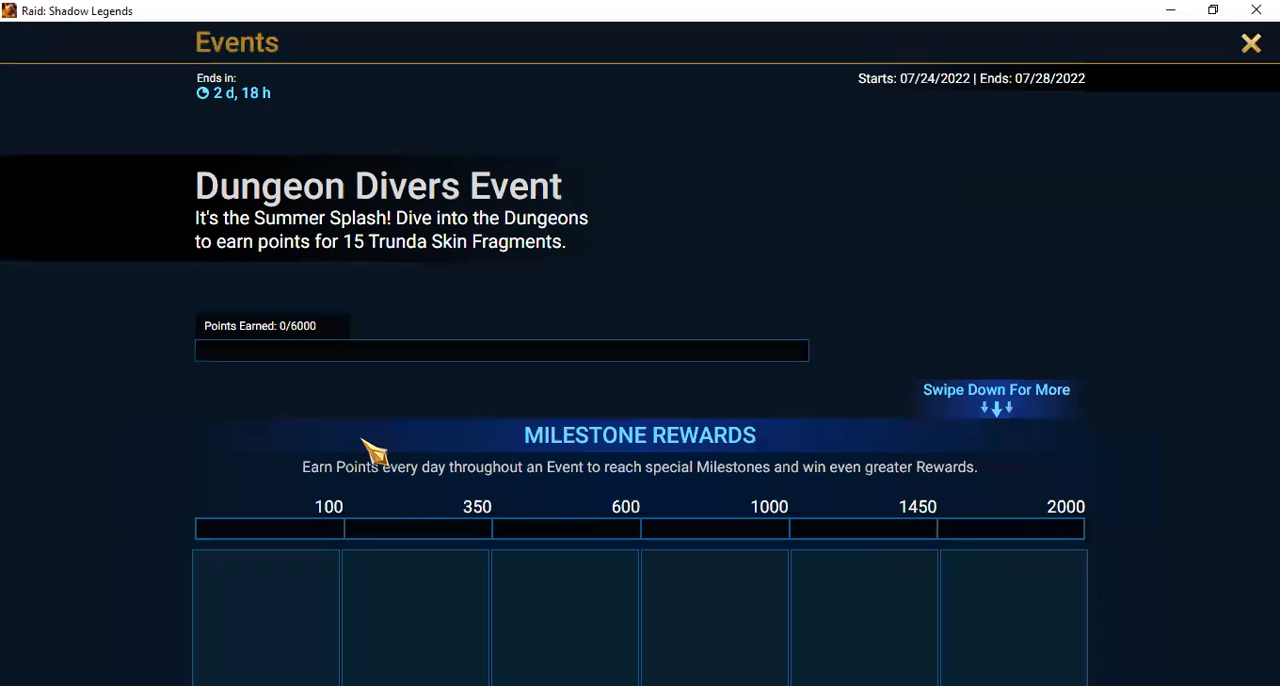 Raid: Shadow Legends
Events
Ends in:
2 d, 18 h
Starts: 07/24/2022 | Ends: 07/28/2022
Dungeon Divers Event
It's the Summer Splash! Dive into the Dungeons
to earn points for 15 Trunda Skin Fragments.
Points Earned: 0/6000
Swipe Down For More
MILESTONE REWARDS
Earn Points every day throughout an Event to reach special Milestones and win even greater Rewards.
100 350 600 1000 1450 2000